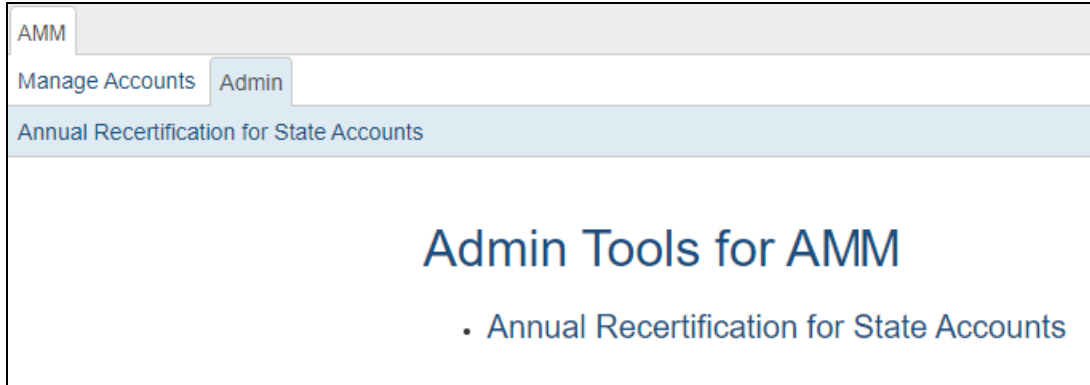 AMM
Manage Accounts Admin
Annual Recertification for State Accounts
Admin Tools for AMM
• Annual Recertification for State Accounts